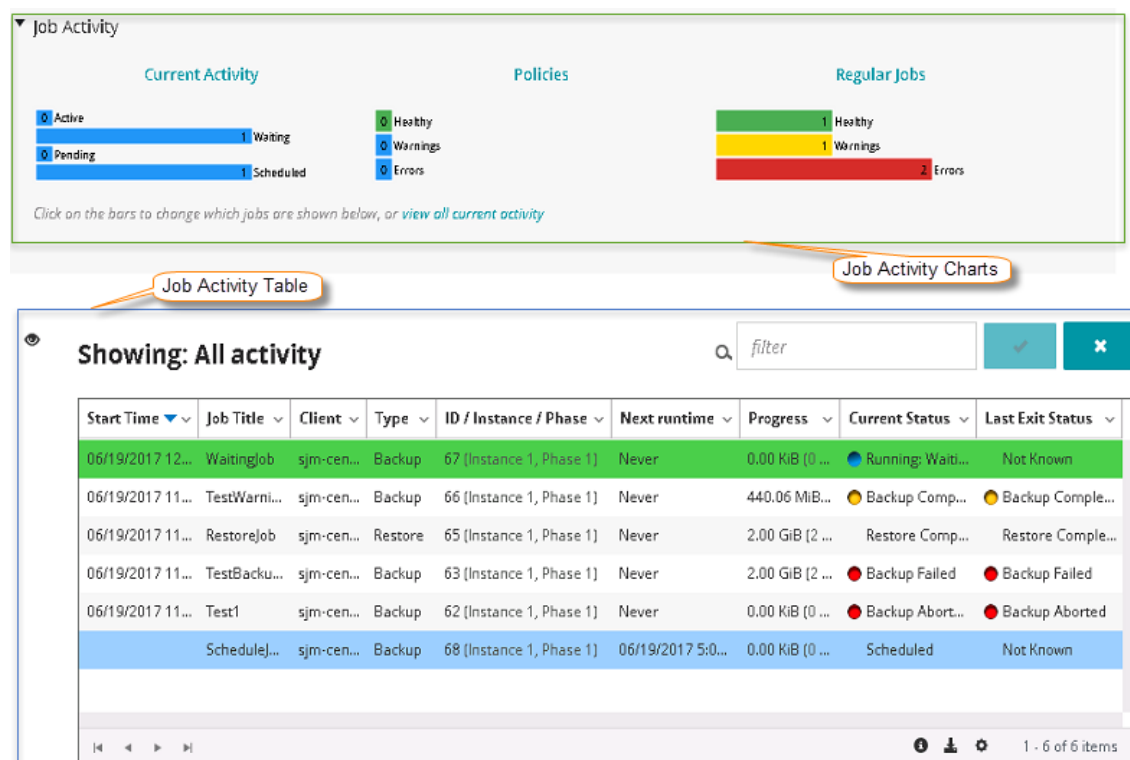 Job Activity
Current Activity
Policies
Regular Jobs
0 Active
1 Waiting
0 Pending
1 Scheduled
0 Healthy
0 Warnings
0 Errors
1 Healthy
1 Warnings
2 Errors
Click on the bars to change which jobs are shown below, or view all current activity
Job Activity Charts
Job Activity Table
Showing: All activity
filter
Start Time Job Title Client Type ID / Instance / Phase Next runtime Progress Current Status Last Exit Status
06/19/2017 12... WaitingJob sjm-cen... Backup 67 (Instance 1, Phase 1) Never 0.00 KiB (0 ... Running: Waiti... Not Known
06/19/2017 11... TestWarni... sjm-cen... Backup 66 (Instance 1, Phase 1) Never 440.06 MiB... Backup Comp... Backup Comple...
06/19/2017 11... RestoreJob sjm-cen... Restore 65 (Instance 1, Phase 1) Never 2.00 GiB (2 ... Restore Comp... Restore Comple...
06/19/2017 11... TestBacku... sjm-cen... Backup 63 (Instance 1, Phase 1) Never 2.00 GiB (2 ... Backup Failed Backup Failed
06/19/2017 11... Test1 sjm-cen... Backup 62 (Instance 1, Phase 1) Never 0.00 KiB (0 ... Backup Abort... Backup Aborted
ScheduleJ... sjm-cen... Backup 68 (Instance 1, Phase 1) 06/19/2017 5:0... 0.00 KiB (0 ... Scheduled Not Known
1 - 6 of 6 items